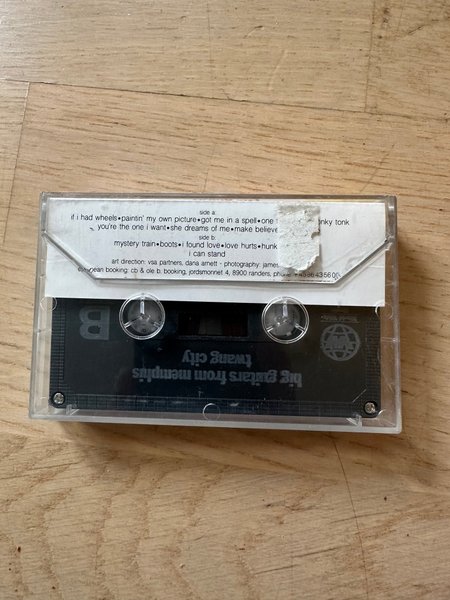 side a:
if i had wheels•paintin' my own picture•got me in a spell•one nky tonk
you're the one i want•she dreams of me•make believe
side b:
mystery train•boots•i found love•love hurts•hunk
i can stand
art direction: vsa partners, dana arnett - photography: james
booking: cb & ole b. booking, jordsmonnet 4, 8900 randers, phone
B
big guitars from memphis
twang city